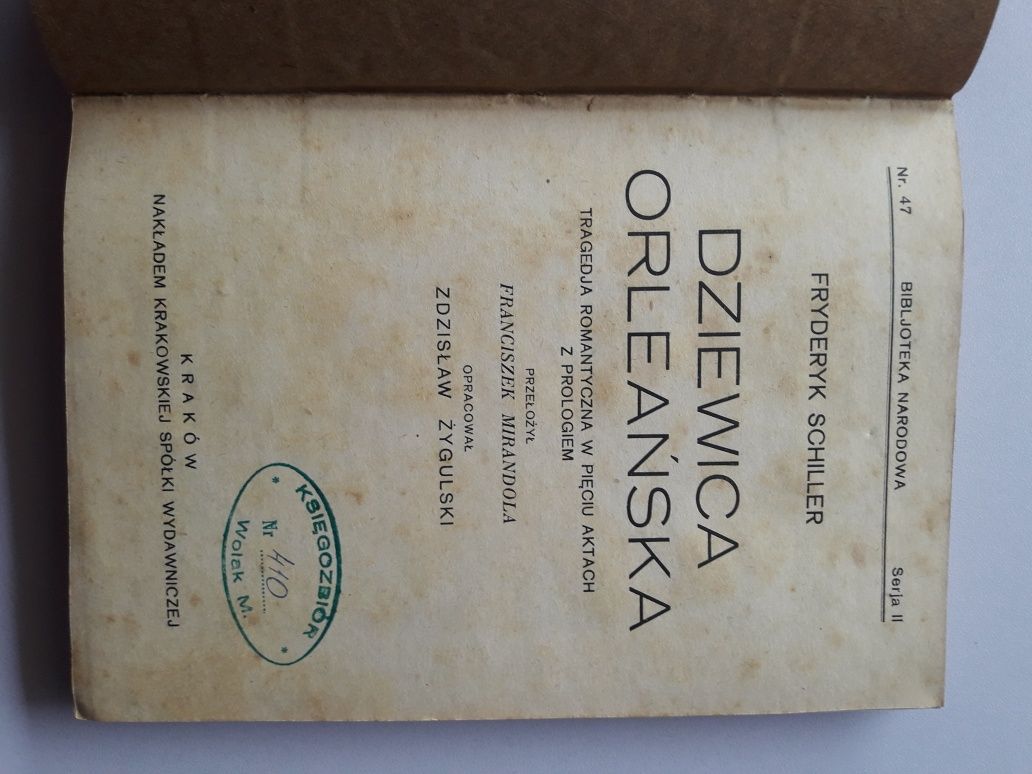 Nr. 47 BIBLJOTEKA NARODOWA Serja II
FRYDERYK SCHILLER
DZIEWICA
ORLEAŃSKA
TRAGEDJA ROMANTYCZNA W PIĘCIU AKTACH
Z PROLOGIEM
PRZEŁOŻYŁ
FRANCISZEK MIRANDOLA
OPRACOWAŁ
ZDZISŁAW ŻYGULSKI
KSIĘGOZBIÓR
* Nr 410 *
Wolak M.
KRAKÓW
NAKŁADEM KRAKOWSKIEJ SPÓŁKI WYDAWNICZEJ